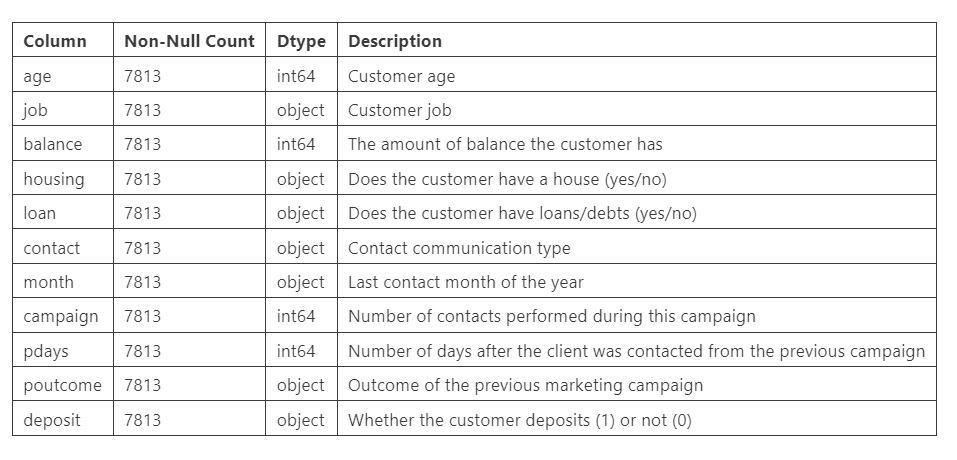 Column Non-Null Count Dtype Description
age 7813 int64 Customer age
job 7813 object Customer job
balance 7813 int64 The amount of balance the customer has
housing 7813 object Does the customer have a house (yes/no)
loan 7813 object Does the customer have loans/debts (yes/no)
contact 7813 object Contact communication type
month 7813 object Last contact month of the year
campaign 7813 int64 Number of contacts performed during this campaign
pdays 7813 int64 Number of days after the client was contacted from the previous campaign
poutcome 7813 object Outcome of the previous marketing campaign
deposit 7813 object Whether the customer deposits (1) or not (0)